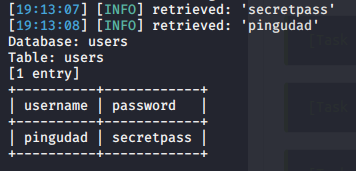 [19:13:07] [INFO] retrieved: 'secretpass'
[19:13:08] [INFO] retrieved: 'pingudad'
Database: users
Table: users
[1 entry]
+----------+------------+
| username | password   |
+----------+------------+
| pingudad | secretpass |
+----------+------------+